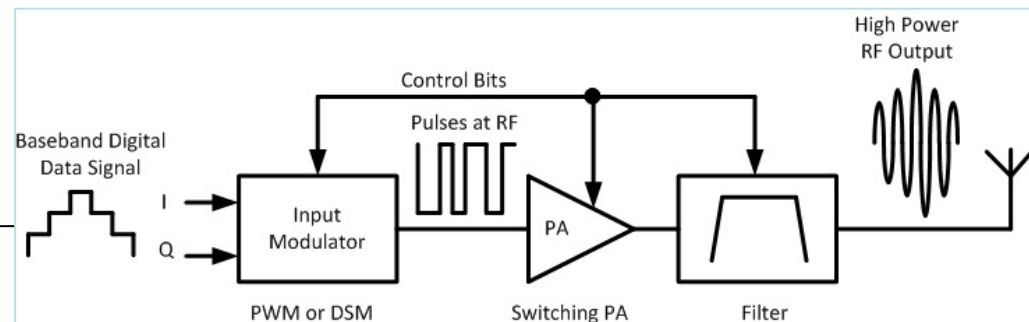 High Power
RF Output
Control Bits
Pulses at RF
Baseband Digital
Data Signal
I
Q
Input
Modulator
PA
PWM or DSM
Switching PA
Filter